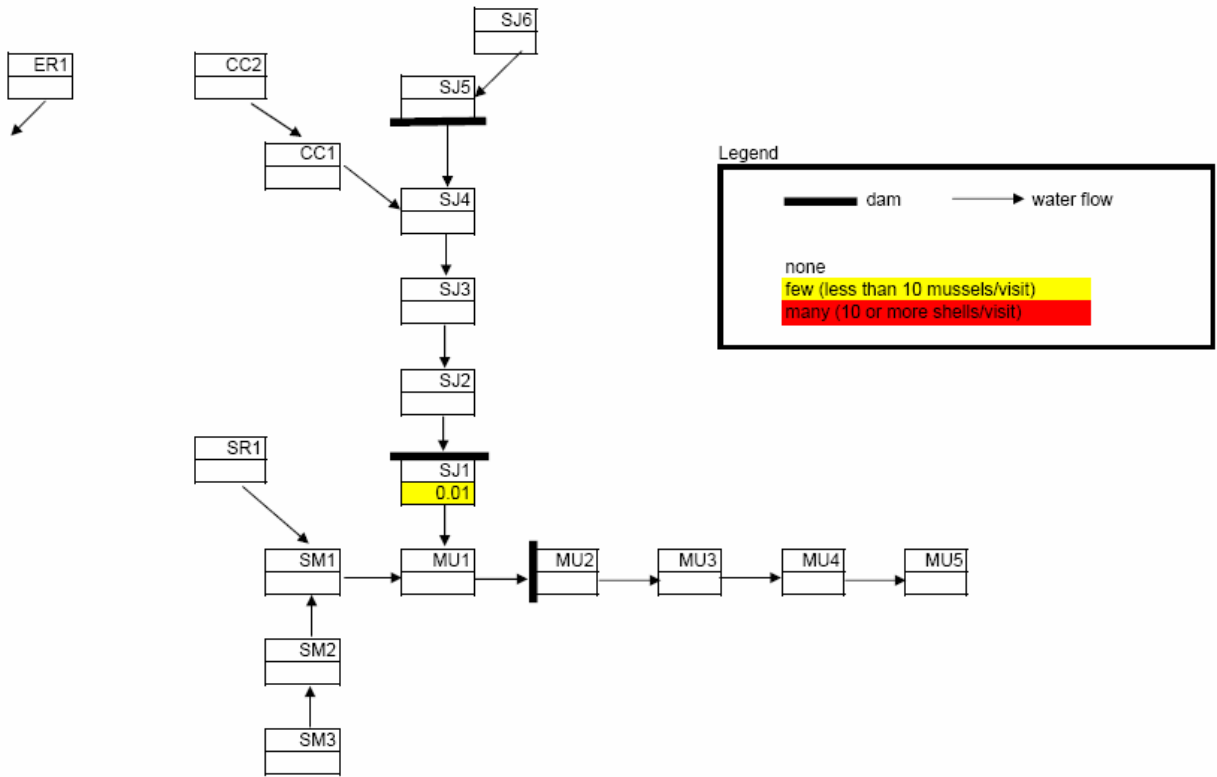 SJ6
ER1
CC2
SJ5
CC1
Legend
SJ4
dam
water flow
none
few (less than 10 mussels/visit)
many (10 or more shells/visit)
SJ3
SJ2
SR1
SJ1
0.01
SM1
MU1
MU2
MU3
MU4
MU5
SM2
SM3